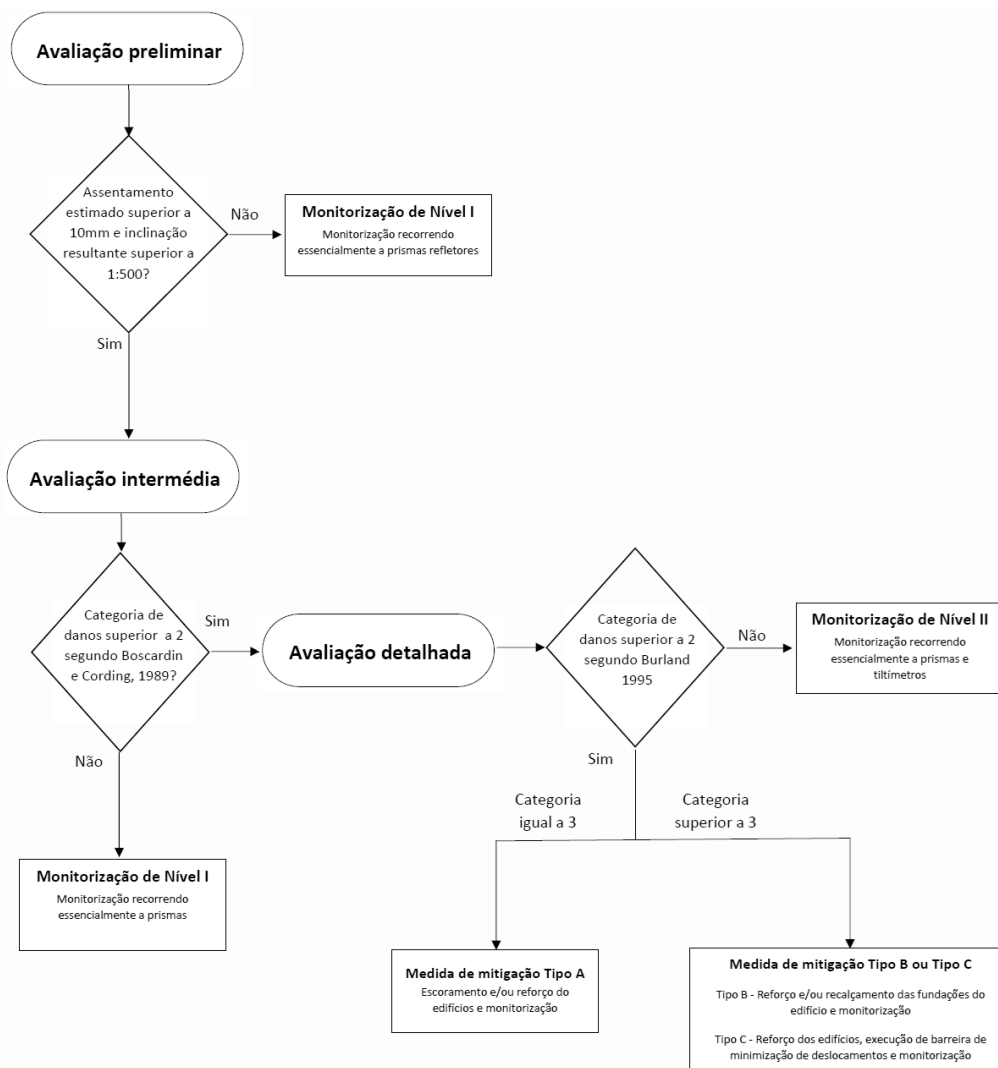 Avaliação preliminar
Assentamento
estimado superior a
10mm e inclinação
resultante superior a
1:500?
Não
Monitorização de Nível I
Monitorização recorrendo
essencialmente a prismas refletores
Sim
Avaliação intermédia
Categoria de
danos superior a 2
segundo Boscardin
e Cording, 1989?
Sim
Avaliação detalhada
Categoria de
danos superior a 2
segundo Burland
1995
Não
Monitorização de Nível II
Monitorização recorrendo
essencialmente a prismas e
tiltímetros
Não
Sim
Categoria
igual a 3
Categoria
superior a 3
Monitorização de Nível I
Monitorização recorrendo
essencialmente a prismas
Medida de mitigação Tipo A
Escoramento e/ou reforço do
edifícios e monitorização
Medida de mitigação Tipo B ou Tipo C
Tipo B - Reforço e/ou recalçamento das fundações do
edifício e monitorização
Tipo C - Reforço dos edifícios, execução de barreira de
minimização de deslocamentos e monitorização